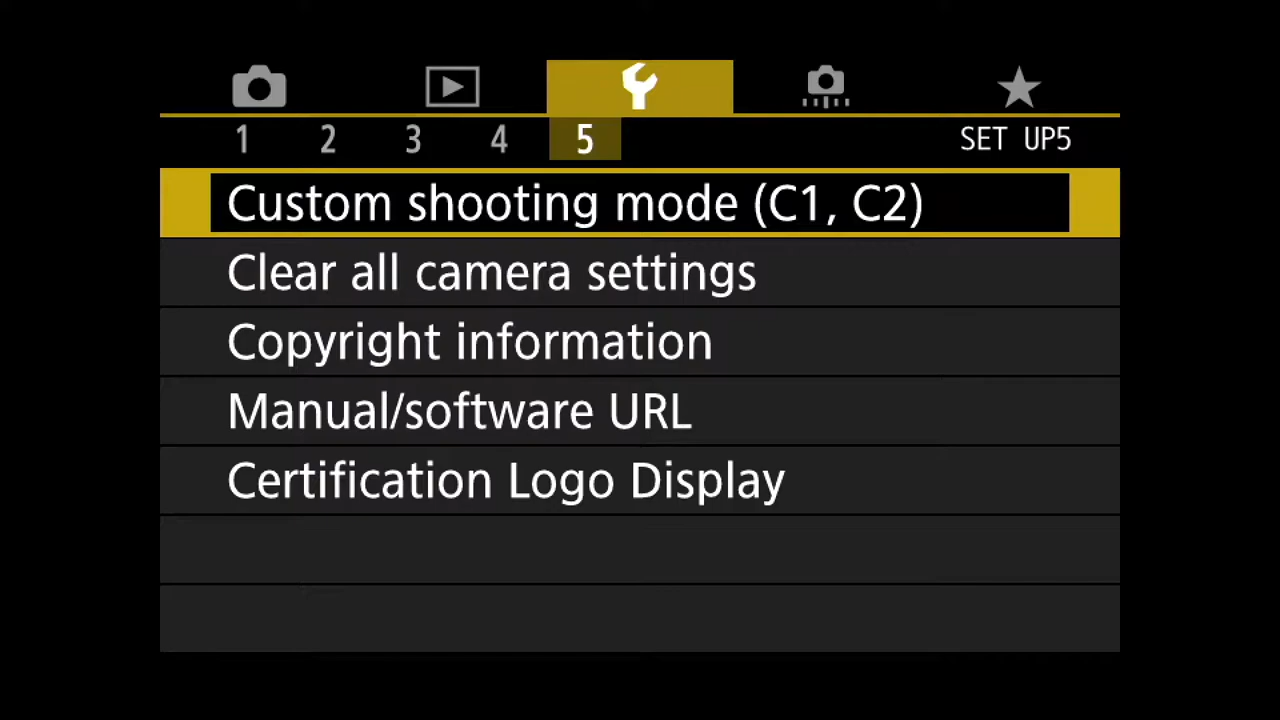 1 2 3 4 5 SET UP5
Custom shooting mode (C1, C2)
Clear all camera settings
Copyright information
Manual/software URL
Certification Logo Display